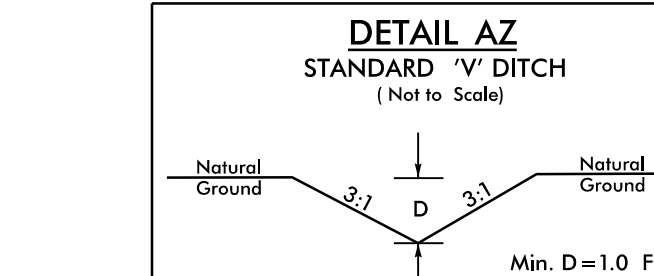 DETAIL AZ
STANDARD 'V' DITCH
( Not to Scale)
Natural
Ground
3:1
D
3:1
Natural
Ground
Min. D=1.0 F